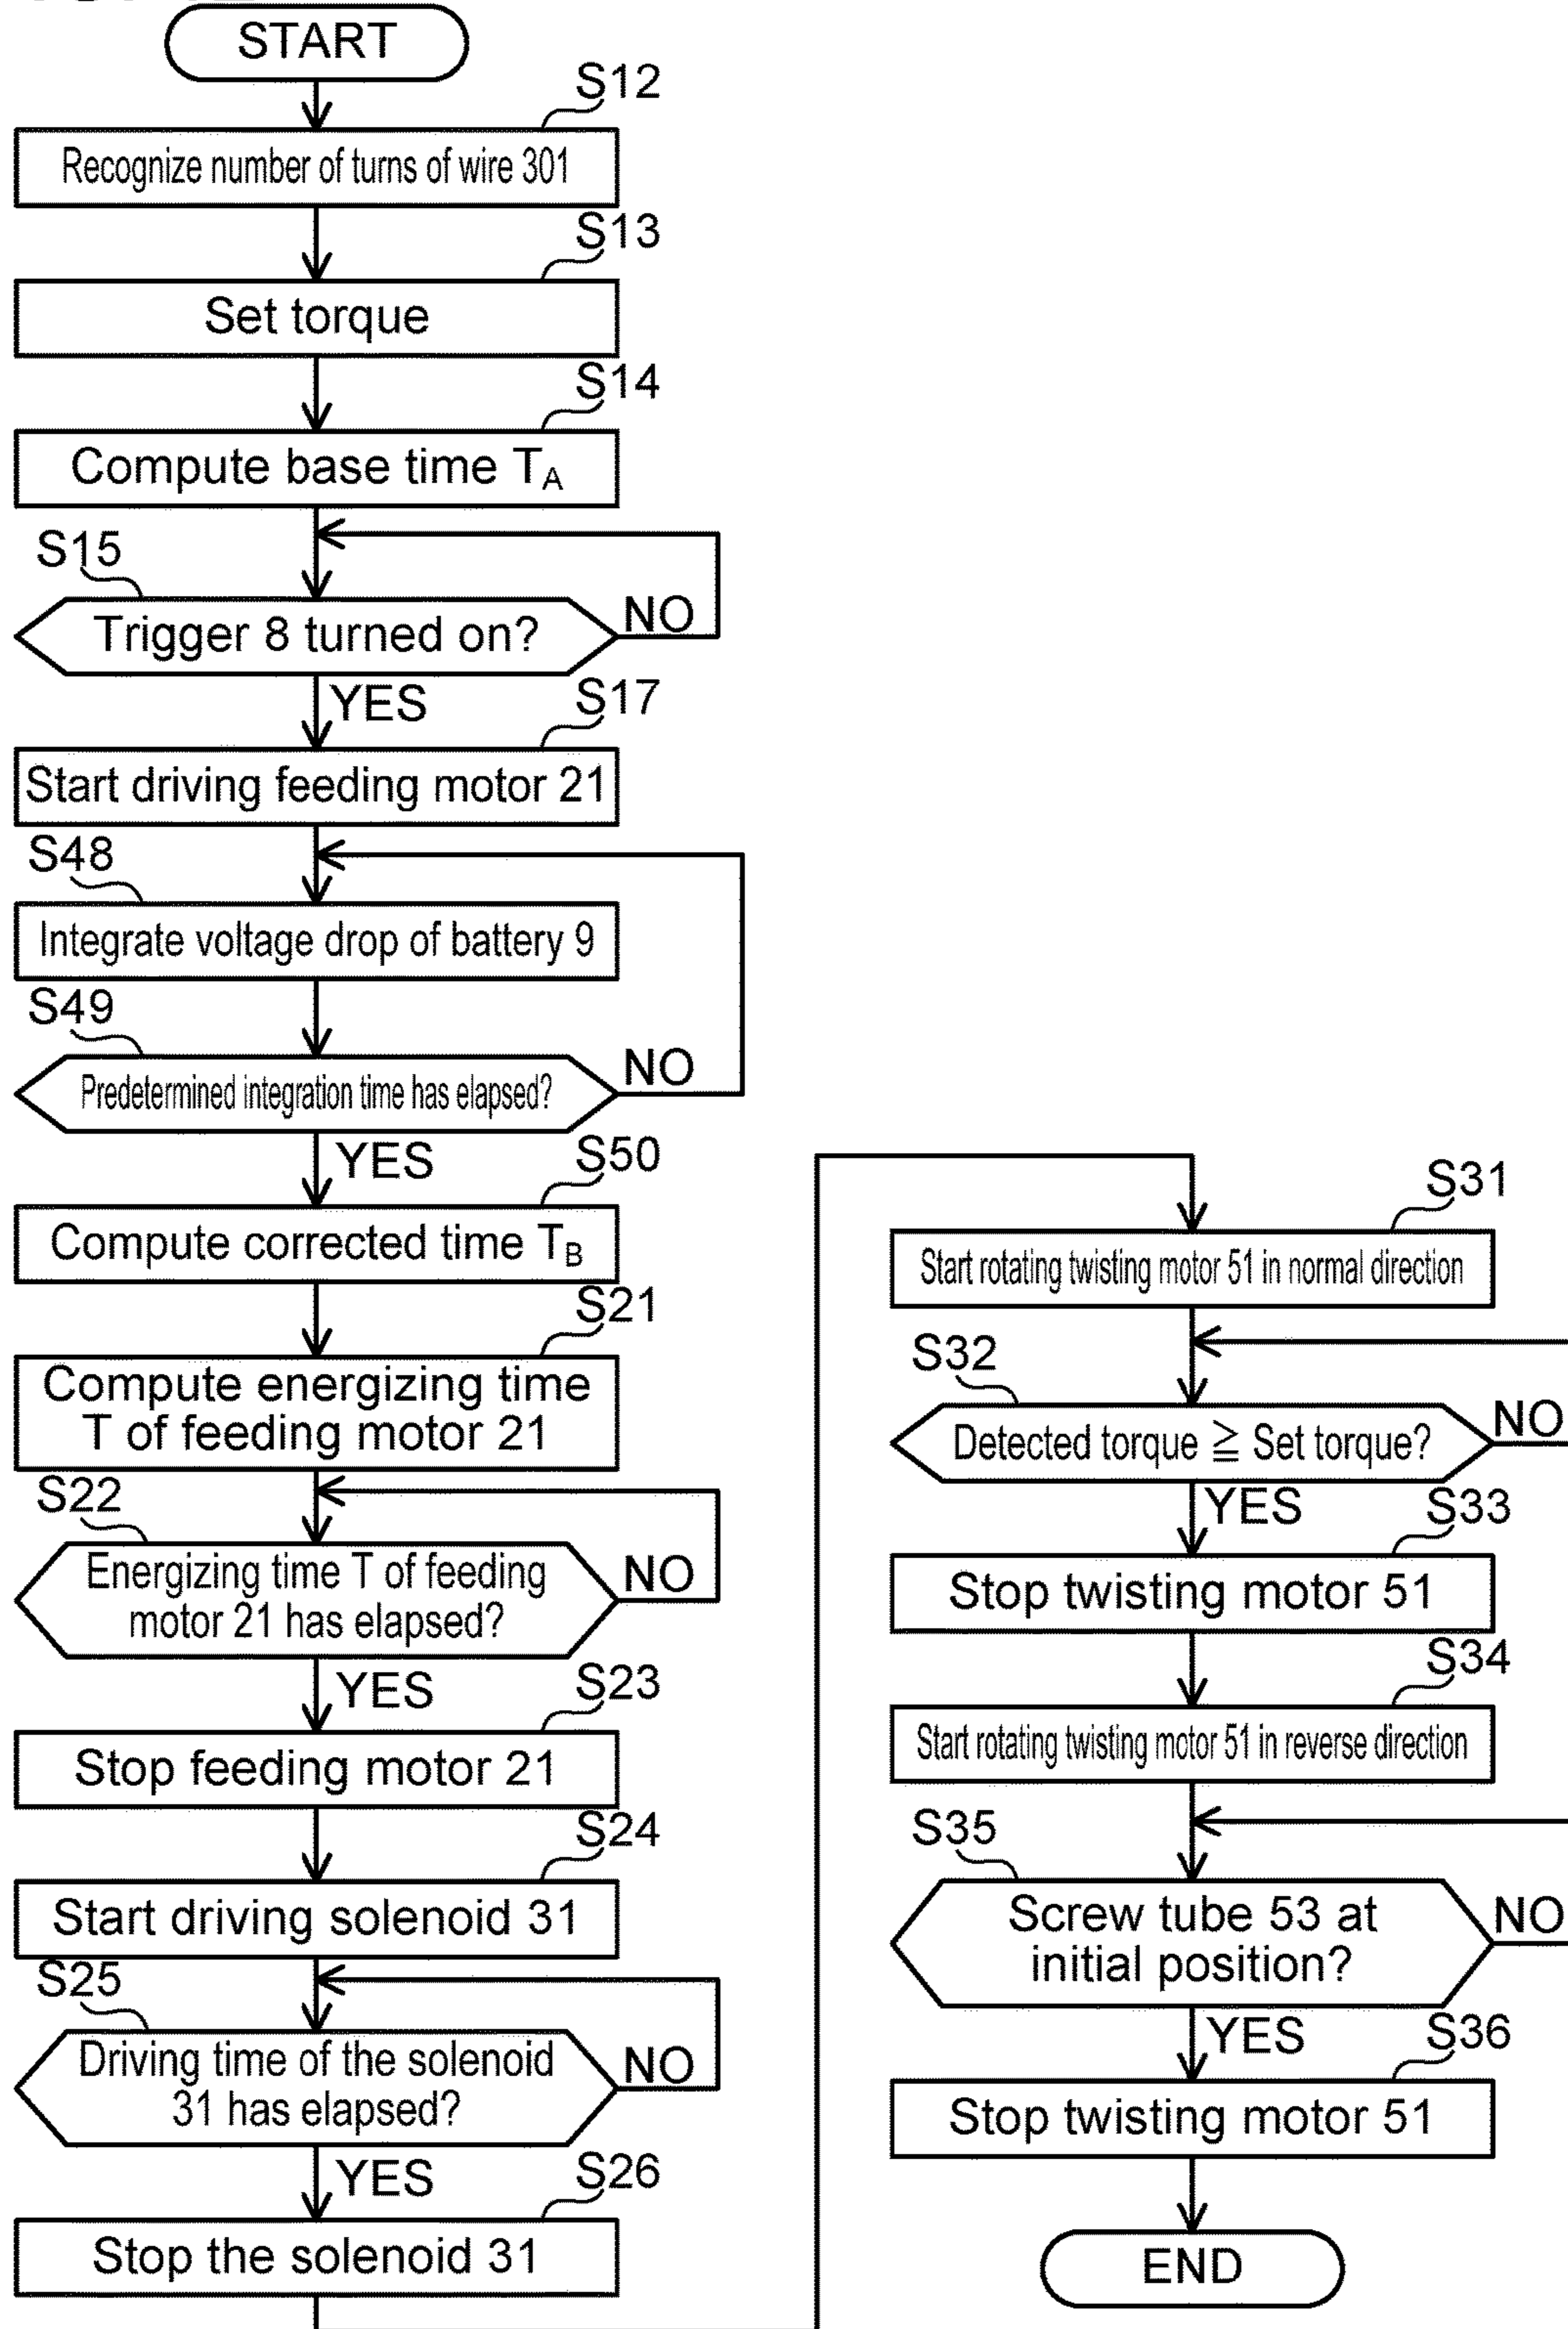 START
S12
Recognize number of turns of wire 301
S13
Set torque
S14
Compute base time TA
S15
Trigger 8 turned on?
NO
YES
S17
Start driving feeding motor 21
S48
Integrate voltage drop of battery 9
S49
Predetermined integration time has elapsed?
NO
YES
S50
Compute corrected time TB
S21
Compute energizing time
T of feeding motor 21
S22
Energizing time T of feeding
motor 21 has elapsed?
NO
YES
S23
Stop feeding motor 21
S24
Start driving solenoid 31
S25
Driving time of the solenoid
31 has elapsed?
NO
YES
S26
Stop the solenoid 31
S31
Start rotating twisting motor 51 in normal direction
S32
Detected torque ≧ Set torque?
NO
YES
S33
Stop twisting motor 51
S34
Start rotating twisting motor 51 in reverse direction
S35
Screw tube 53 at
initial position?
NO
YES
S36
Stop twisting motor 51
END